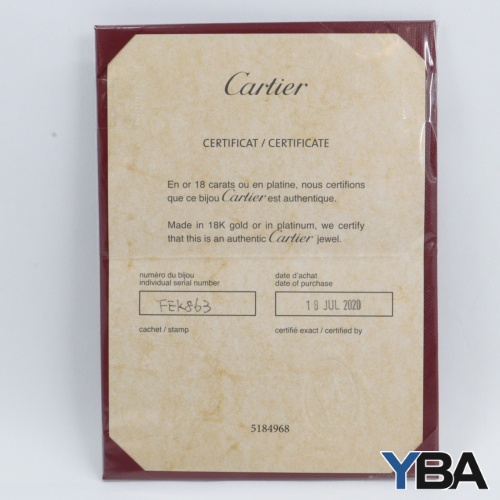 Cartier
CERTIFICAT / CERTIFICATE
En or 18 carats ou en platine, nous certifions
que ce bijou Cartier est authentique.
Made in 18K gold or in platinum, we certify
that this is an authentic Cartier jewel.
numéro du bijou
individual serial number
FEK863
date d'achat
date of purchase
18 JUL 2020
cachet / stamp
certifié exact / certified by
5184968
YBA